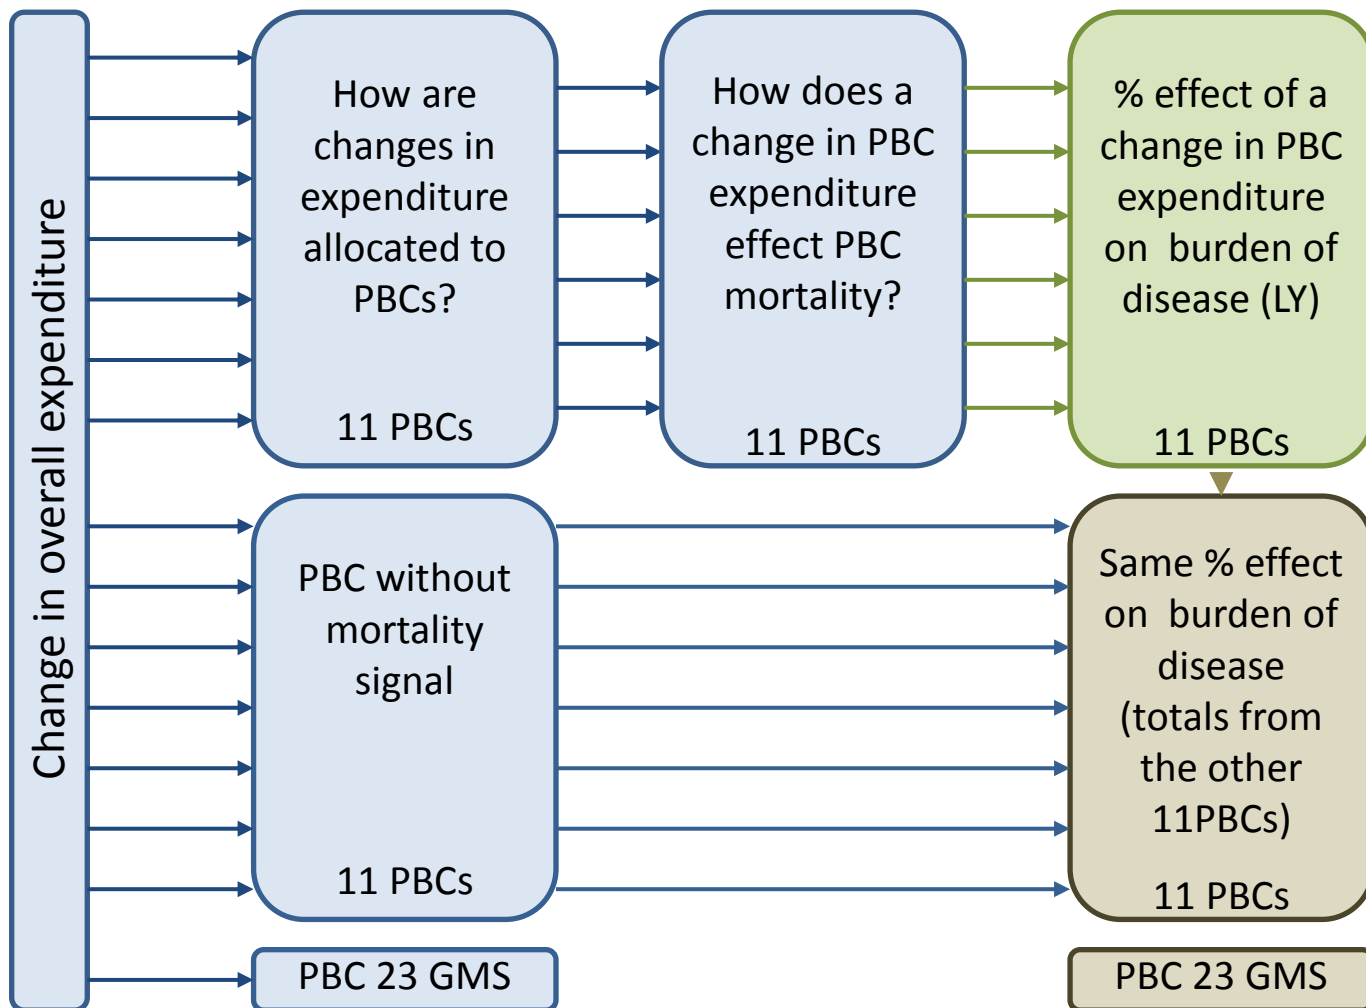 Change in overall expenditure
How are
changes in
expenditure
allocated to
PBCs?
11 PBCs
How does a
change in PBC
expenditure
effect PBC
mortality?
11 PBCs
% effect of a
change in PBC
expenditure
on burden of
disease (LY)
11 PBCs
PBC without
mortality
signal
11 PBCs
Same % effect
on burden of
disease
(totals from
the other
11PBCs)
11 PBCs
PBC 23 GMS
PBC 23 GMS